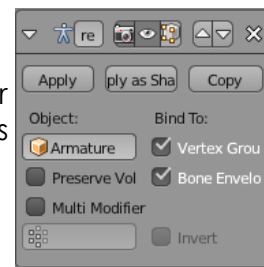 re
Apply
ply as Sha
Copy
r
Object:
Bind To:
s
Armature
Vertex Grou
Preserve Vol
Bone Envelo
Multi Modifier
Invert